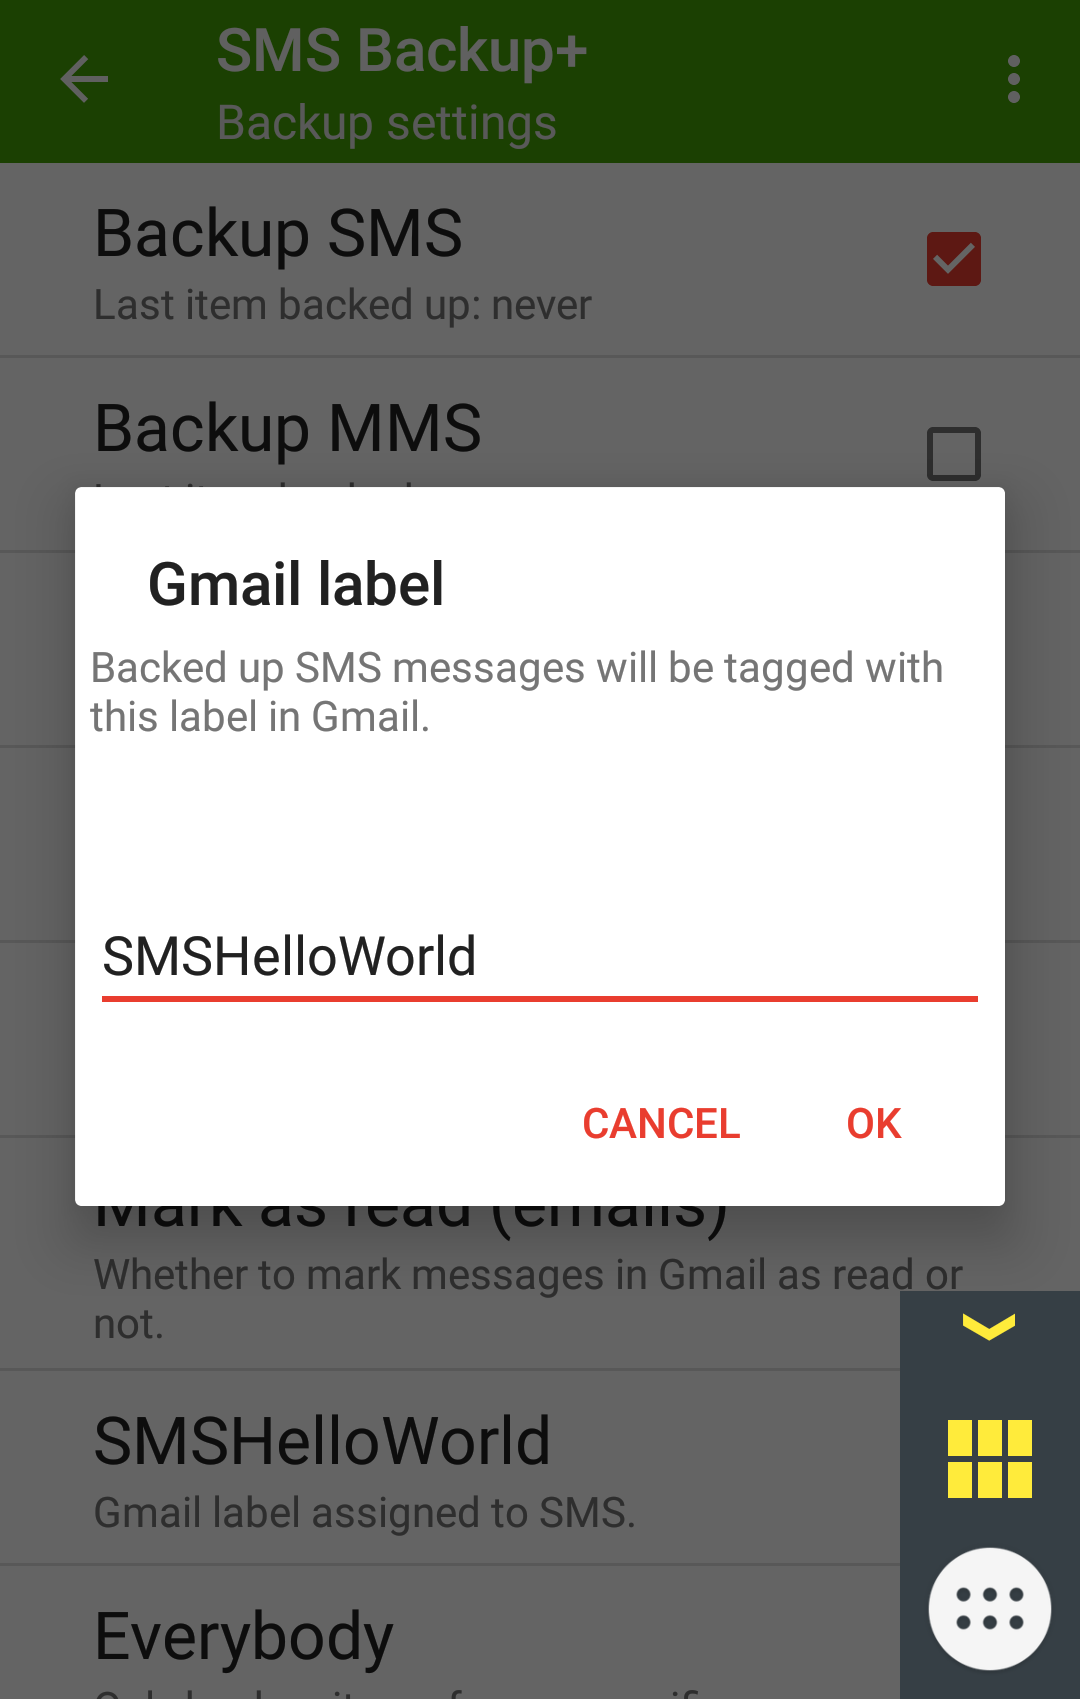 SMS Backup+
Backup settings
Backup SMS
Last item backed up: never
Backup MMS
Gmail label
Backed up SMS messages will be tagged with
this label in Gmail.
SMSHelloWorld
CANCEL OK
Mark as read (emails)
Whether to mark messages in Gmail as read or
not.
SMSHelloWorld
Gmail label assigned to SMS.
Everybody